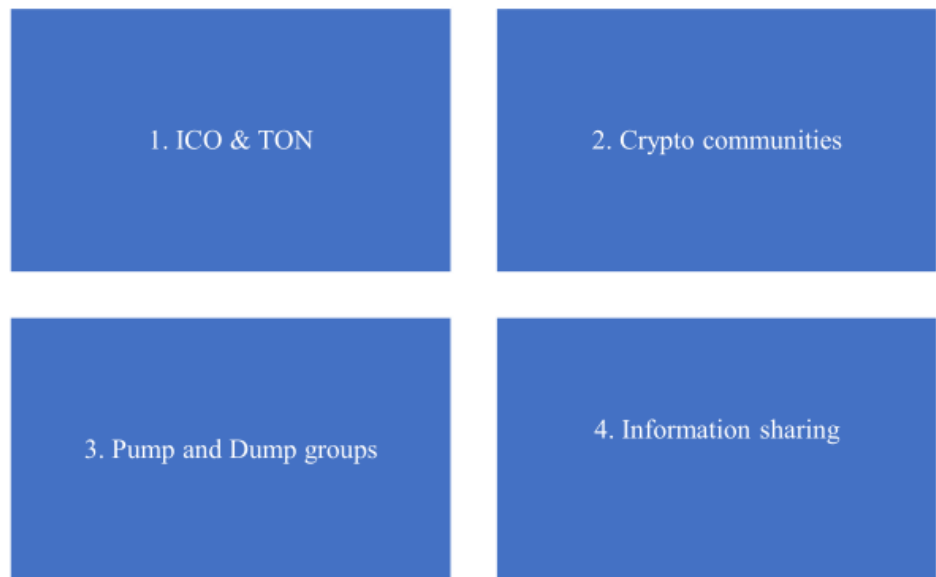 1. ICO & TON
2. Crypto communities
3. Pump and Dump groups
4. Information sharing